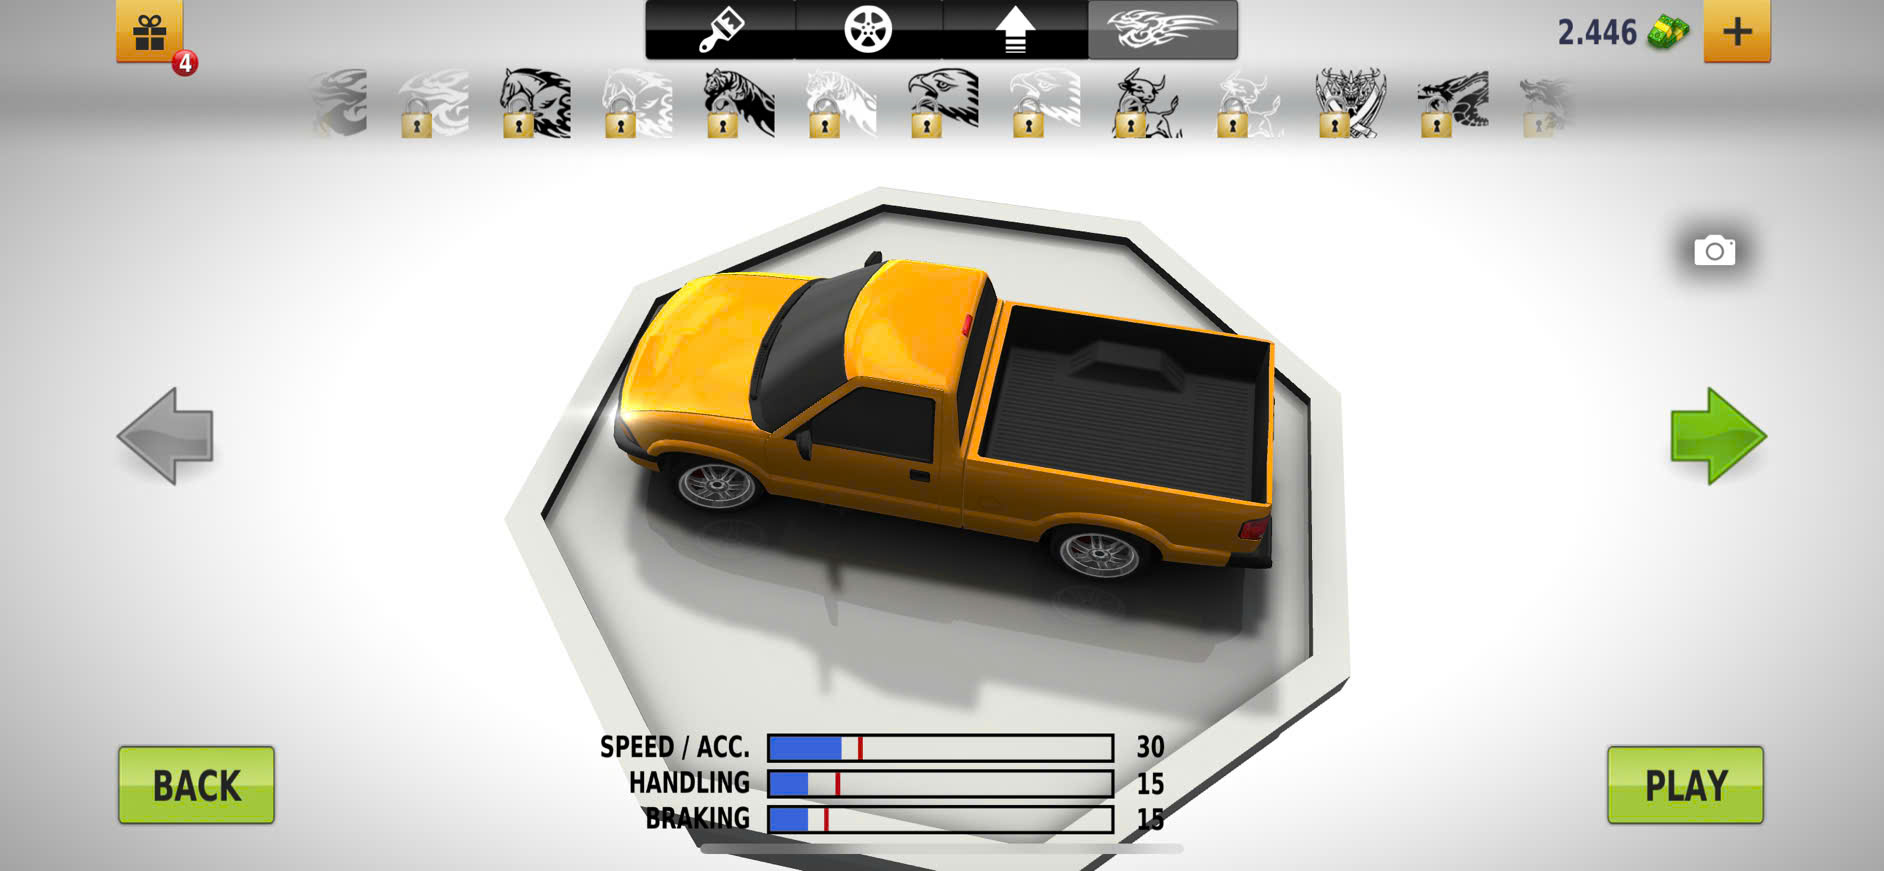 4
2.446
+
SPEED / ACC. 30
HANDLING 15
BRAKING 15
BACK
PLAY